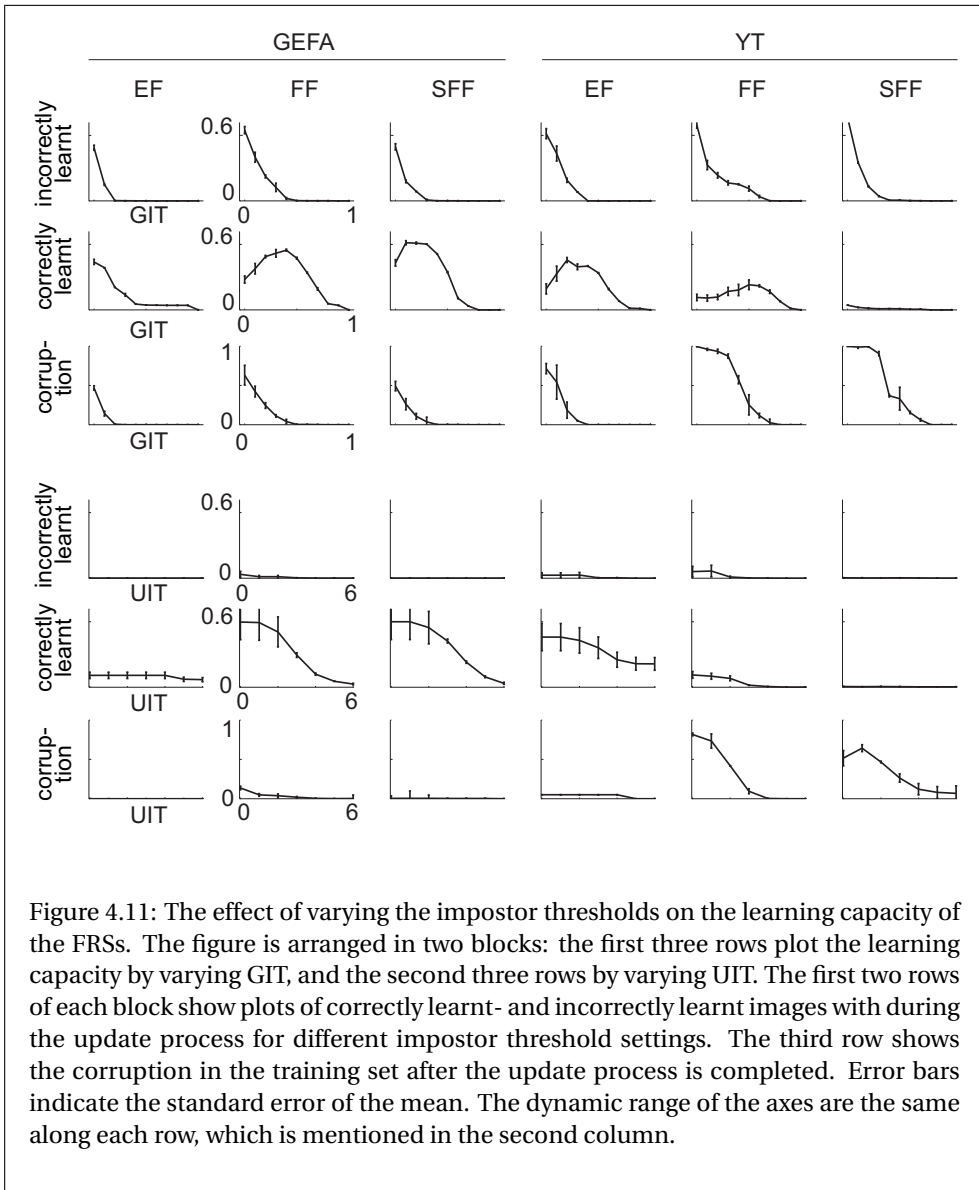 GEFA YT
EF FF SFF EF FF SFF
incorrectly
learnt
0.6
0
GIT 0 1
correctly
learnt
0.6
0
GIT 0 1
corrup-
tion
1
0
GIT 0 1
incorrectly
learnt
0.6
0
UIT 0 6
correctly
learnt
0.6
0
UIT 0 6
corrup-
tion
1
0
UIT 0 6
Figure 4.11: The effect of varying the impostor thresholds on the learning capacity of
the FRSs. The figure is arranged in two blocks: the first three rows plot the learning
capacity by varying GIT, and the second three rows by varying UIT. The first two rows
of each block show plots of correctly learnt- and incorrectly learnt images with during
the update process for different impostor threshold settings. The third row shows
the corruption in the training set after the update process is completed. Error bars
indicate the standard error of the mean. The dynamic range of the axes are the same
along each row, which is mentioned in the second column.